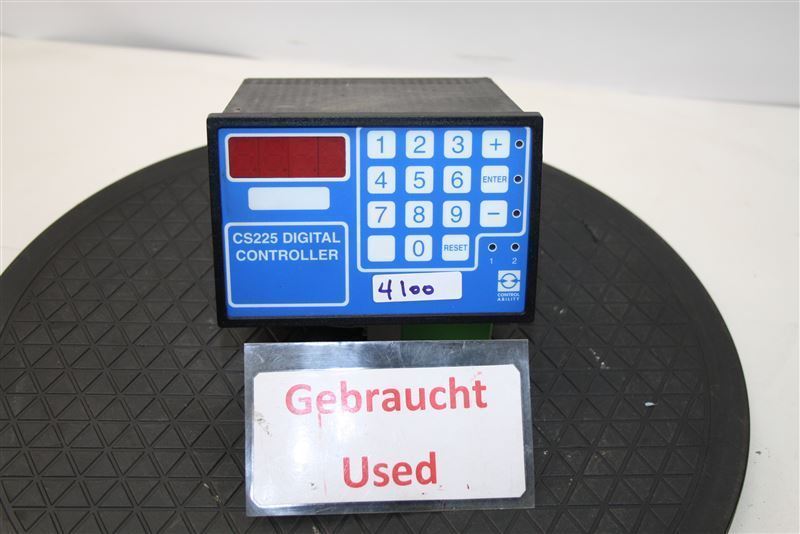 1 2 3 +
4 5 6 ENTER
7 8 9 −
0 RESET
1 2
CS225 DIGITAL
CONTROLLER
4100
CONTROL
ABILITY
Gebraucht
Used